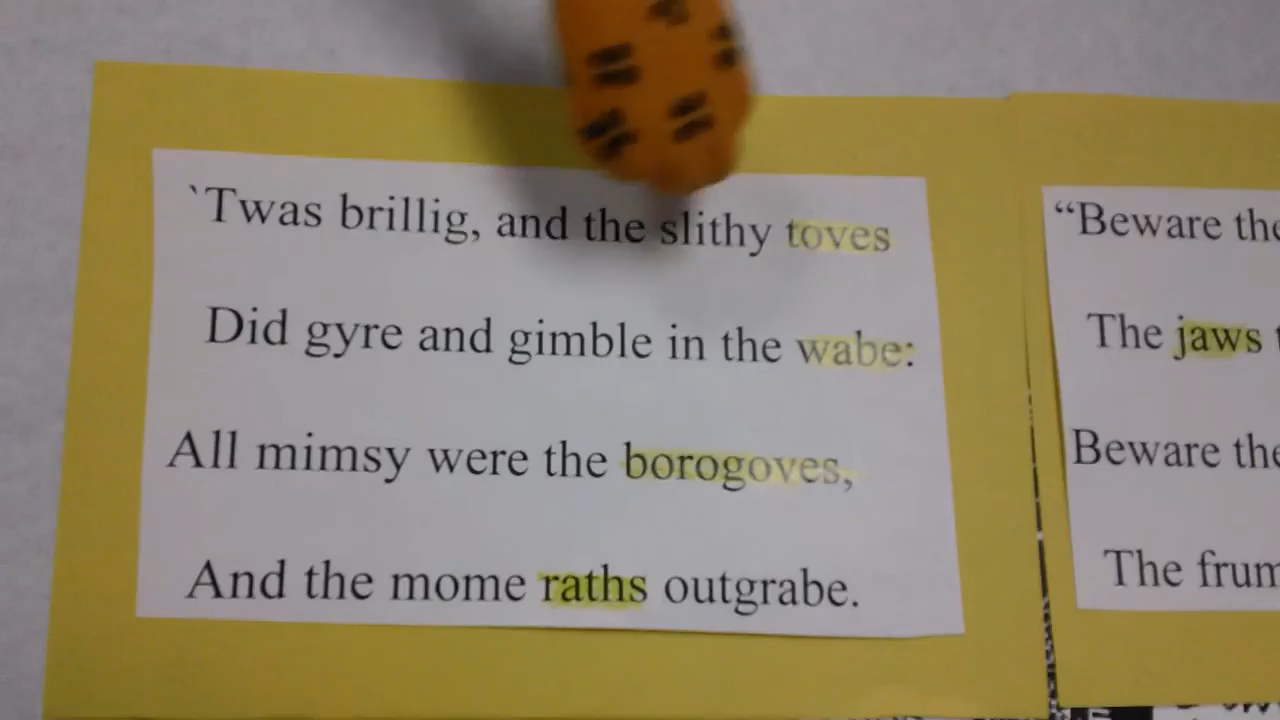 `Twas brillig, and the slithy toves
Did gyre and gimble in the wabe:
All mimsy were the borogoves,
And the mome raths outgrabe.
“Beware the
The jaws
Beware the
The frum